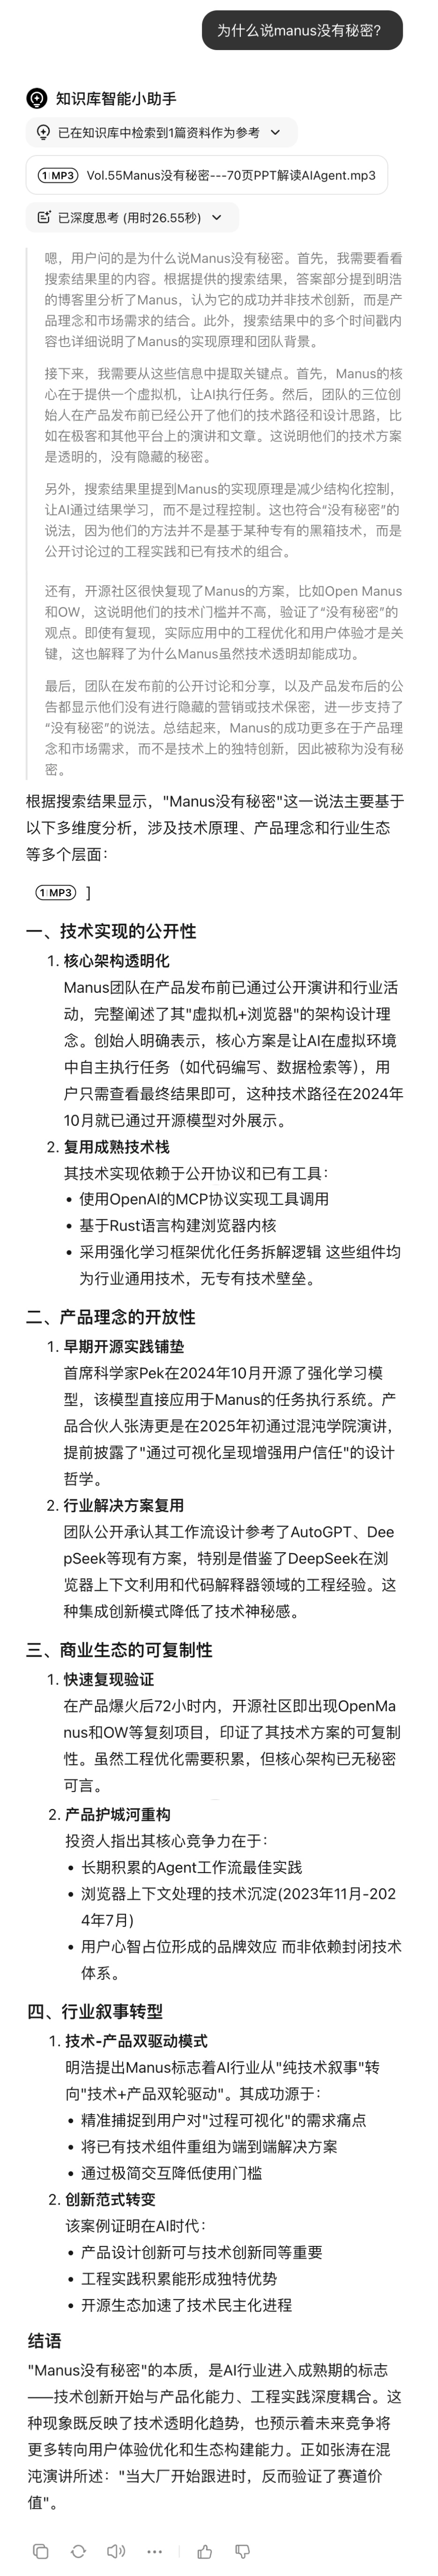 为什么说manus没有秘密?
知识库智能小助手
已在知识库中检索到1篇资料作为参考
1 MP3 Vol.55Manus没有秘密---70页PPT解读AIAgent.mp3
已深度思考 (用时26.55秒)
嗯，用户问的是为什么说Manus没有秘密。首先，我需要看看
搜索结果里的内容。根据提供的搜索结果，答案部分提到明浩
的博客里分析了Manus，认为它的成功并非技术创新，而是产
品理念和市场需求的结合。此外，搜索结果中的多个时间戳内
容也详细说明了Manus的实现原理和团队背景。
接下来，我需要从这些信息中提取关键点。首先，Manus的核
心在于提供一个虚拟机，让AI执行任务。然后，团队的三位创
始人在产品发布前已经公开了他们的技术路径和设计思路，比
如在极客和其他平台上的演讲和文章。这说明他们的技术方案
是透明的，没有隐藏的秘密。
另外，搜索结果里提到Manus的实现原理是减少结构化控制，
让AI通过结果学习，而不是过程控制。这也符合“没有秘密”的
说法，因为他们的方法并不是基于某种专有的黑箱技术，而是
公开讨论过的工程实践和已有技术的组合。
还有，开源社区很快复现了Manus的方案，比如Open Manus
和OW，这说明他们的技术门槛并不高，验证了“没有秘密”的
观点。即使有复现，实际应用中的工程优化和用户体验才是关
键，这也解释了为什么Manus虽然技术透明却能成功。
最后，团队在发布前的公开讨论和分享，以及产品发布后的公
告都显示他们没有进行隐藏的营销或技术保密，进一步支持了
“没有秘密”的说法。总结起来，Manus的成功更多在于产品理
念和市场需求，而不是技术上的独特创新，因此被称为没有秘
密。
根据搜索结果显示，"Manus没有秘密"这一说法主要基于
以下多维度分析，涉及技术原理、产品理念和行业生态
等多个层面：
1 MP3 ]
一、技术实现的公开性
1. 核心架构透明化
Manus团队在产品发布前已通过公开演讲和行业活
动，完整阐述了其"虚拟机+浏览器"的架构设计理
念。创始人明确表示，核心方案是让AI在虚拟环境
中自主执行任务（如代码编写、数据检索等），用
户只需查看最终结果即可，这种技术路径在2024年
10月就已通过开源模型对外展示。
2. 复用成熟技术栈
其技术实现依赖于公开协议和已有工具：
• 使用OpenAI的MCP协议实现工具调用
• 基于Rust语言构建浏览器内核
• 采用强化学习框架优化任务拆解逻辑 这些组件均
为行业通用技术，无专有技术壁垒。
二、产品理念的开放性
1. 早期开源实践铺垫
首席科学家Pek在2024年10月开源了强化学习模
型，该模型直接应用于Manus的任务执行系统。产
品合伙人张涛更是在2025年初通过混沌学院演讲，
提前披露了"通过可视化呈现增强用户信任"的设计
哲学。
2. 行业解决方案复用
团队公开承认其工作流设计参考了AutoGPT、Dee
pSeek等现有方案，特别是借鉴了DeepSeek在浏
览器上下文利用和代码解释器领域的工程经验。这
种集成创新模式降低了技术神秘感。
三、商业生态的可复制性
1. 快速复现验证
在产品爆火后72小时内，开源社区即出现OpenMa
nus和OW等复刻项目，印证了其技术方案的可复制
性。虽然工程优化需要积累，但核心架构已无秘密
可言。
2. 产品护城河重构
投资人指出其核心竞争力在于：
• 长期积累的Agent工作流最佳实践
• 浏览器上下文处理的技术沉淀(2023年11月-202
4年7月)
• 用户心智占位形成的品牌效应 而非依赖封闭技术
体系。
四、行业叙事转型
1. 技术-产品双驱动模式
明浩提出Manus标志着AI行业从"纯技术叙事"转
向"技术+产品双轮驱动"。其成功源于：
• 精准捕捉到用户对"过程可视化"的需求痛点
• 将已有技术组件重组为端到端解决方案
• 通过极简交互降低使用门槛
2. 创新范式转变
该案例证明在AI时代：
• 产品设计创新可与技术创新同等重要
• 工程实践积累能形成独特优势
• 开源生态加速了技术民主化进程
结语
"Manus没有秘密"的本质，是AI行业进入成熟期的标志
——技术创新开始与产品化能力、工程实践深度耦合。这
种现象既反映了技术透明化趋势，也预示着未来竞争将
更多转向用户体验优化和生态构建能力。正如张涛在混
沌演讲所述："当大厂开始跟进时，反而验证了赛道价
值"。